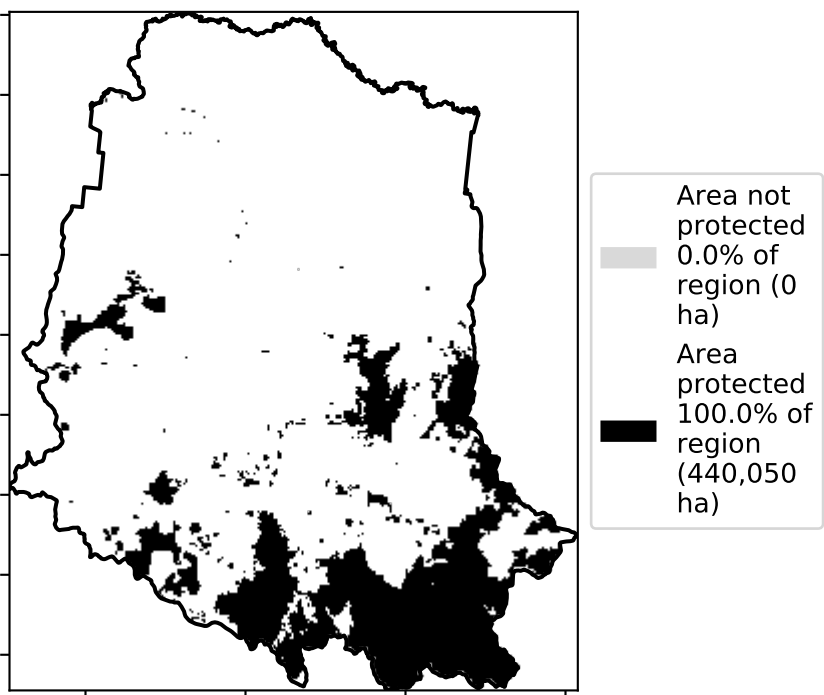 Area not
protected
0.0% of
region (0
ha)
Area
protected
100.0% of
region
(440,050
ha)